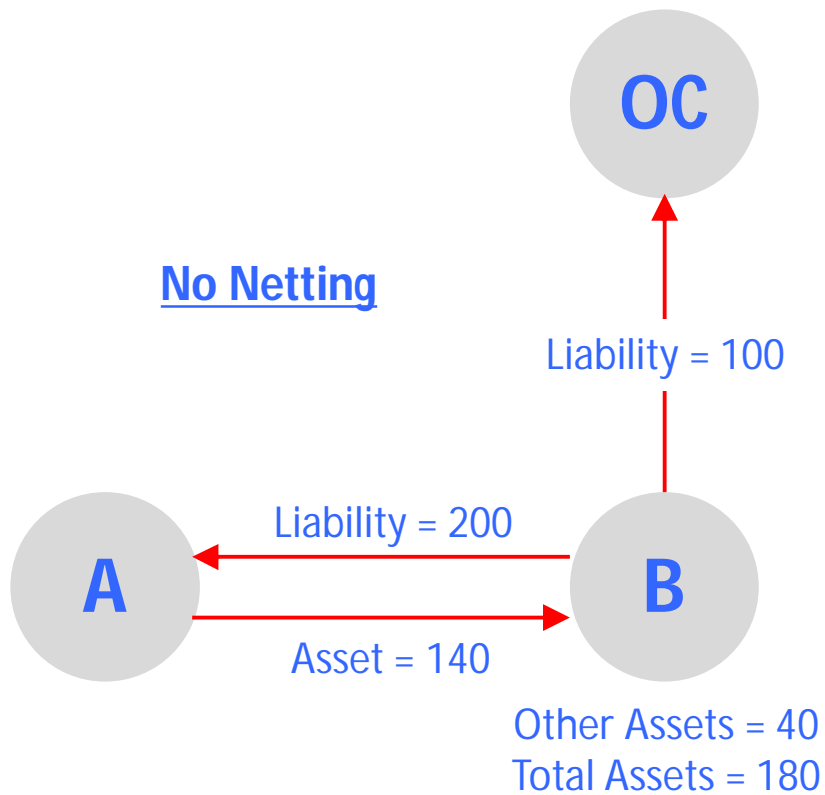 OC
No Netting
Liability = 100
Liability = 200
A
B
Asset = 140
Other Assets = 40
Total Assets = 180